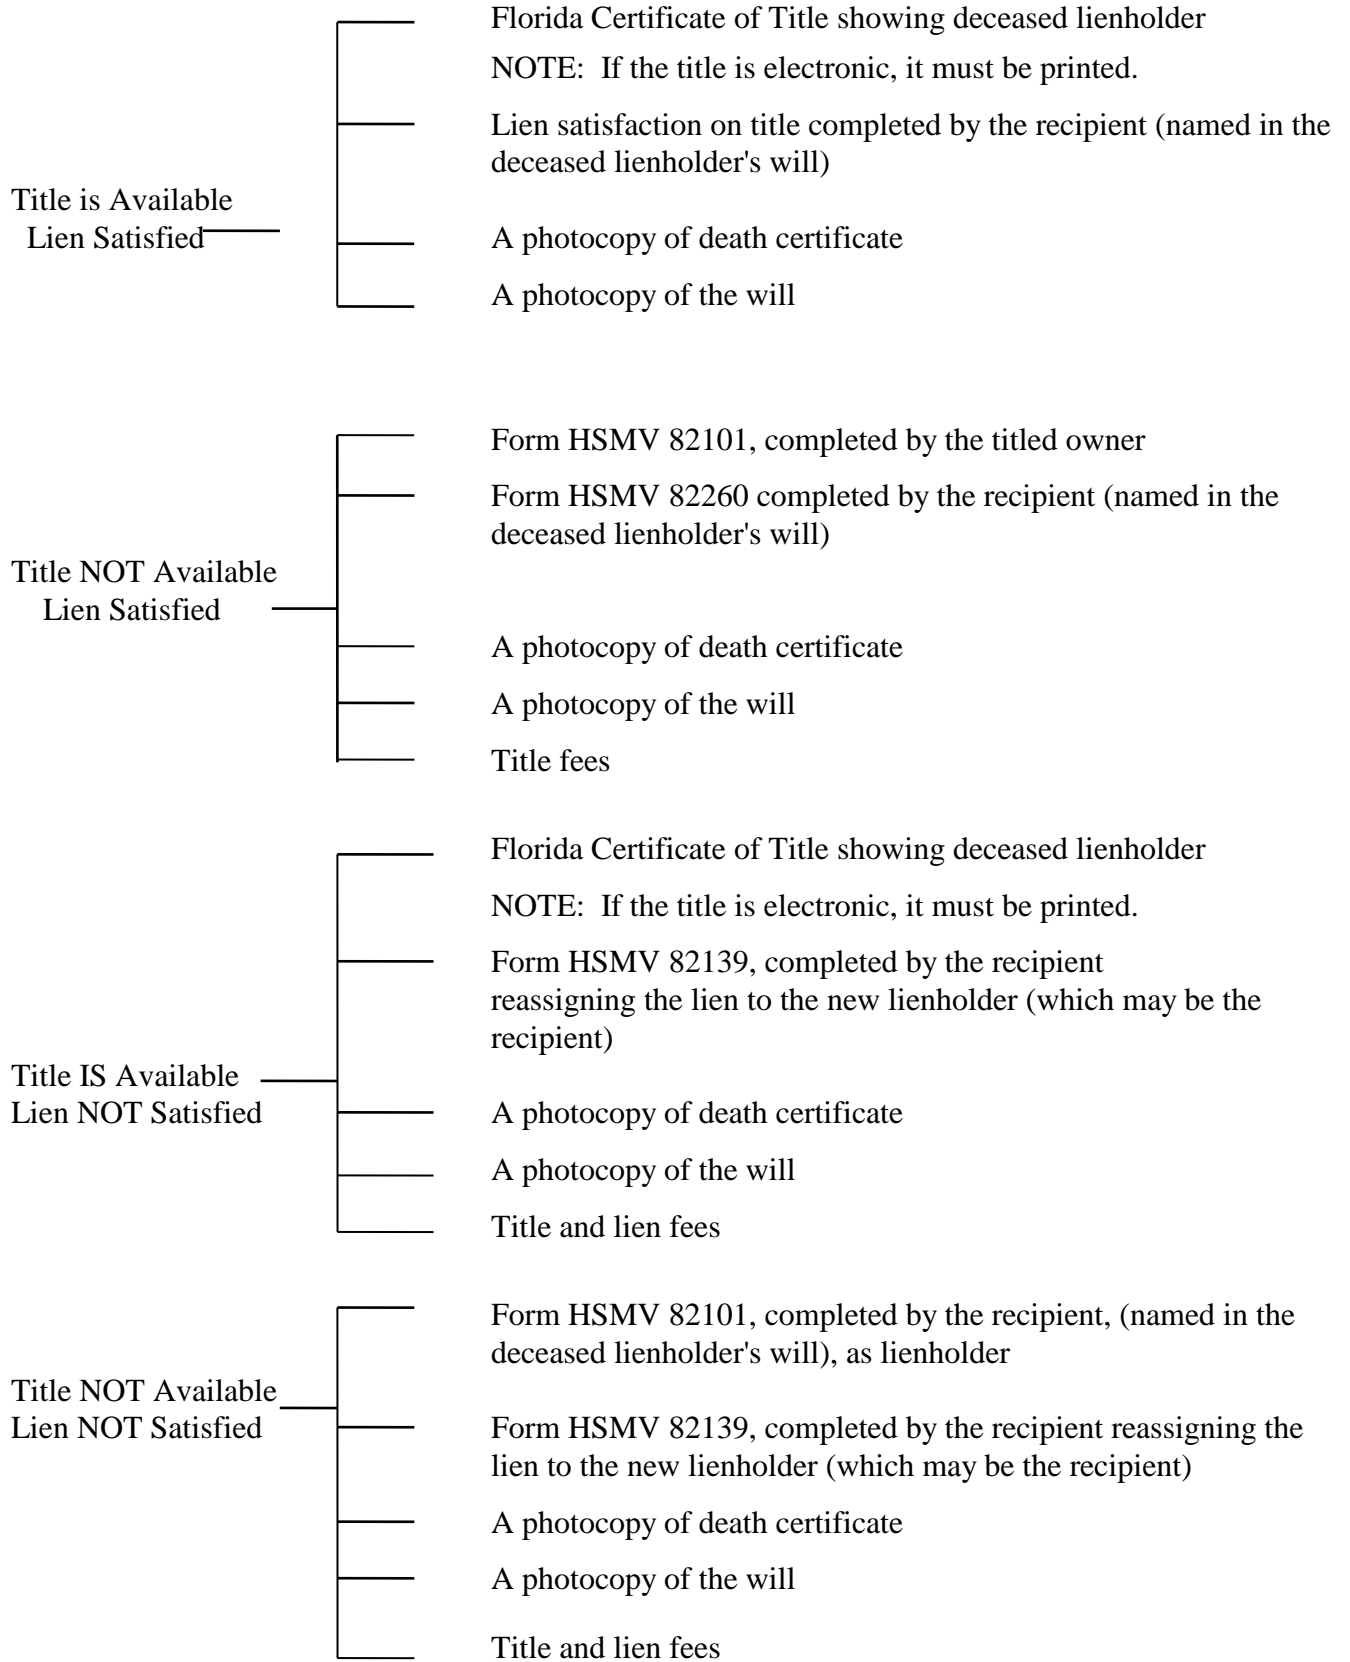 Florida Certificate of Title showing deceased lienholder
NOTE:  If the title is electronic, it must be printed.
Lien satisfaction on title completed by the recipient (named in the
deceased lienholder's will)
Title is Available
Lien Satisfied
A photocopy of death certificate
A photocopy of the will
Form HSMV 82101, completed by the titled owner
Form HSMV 82260 completed by the recipient (named in the
deceased lienholder's will)
Title NOT Available
Lien Satisfied
A photocopy of death certificate
A photocopy of the will
Title fees
Florida Certificate of Title showing deceased lienholder
NOTE:  If the title is electronic, it must be printed.
Form HSMV 82139, completed by the recipient
reassigning the lien to the new lienholder (which may be the
recipient)
Title IS Available
Lien NOT Satisfied
A photocopy of death certificate
A photocopy of the will
Title and lien fees
Form HSMV 82101, completed by the recipient, (named in the
deceased lienholder's will), as lienholder
Title NOT Available
Lien NOT Satisfied
Form HSMV 82139, completed by the recipient reassigning the
lien to the new lienholder (which may be the recipient)
A photocopy of death certificate
A photocopy of the will
Title and lien fees